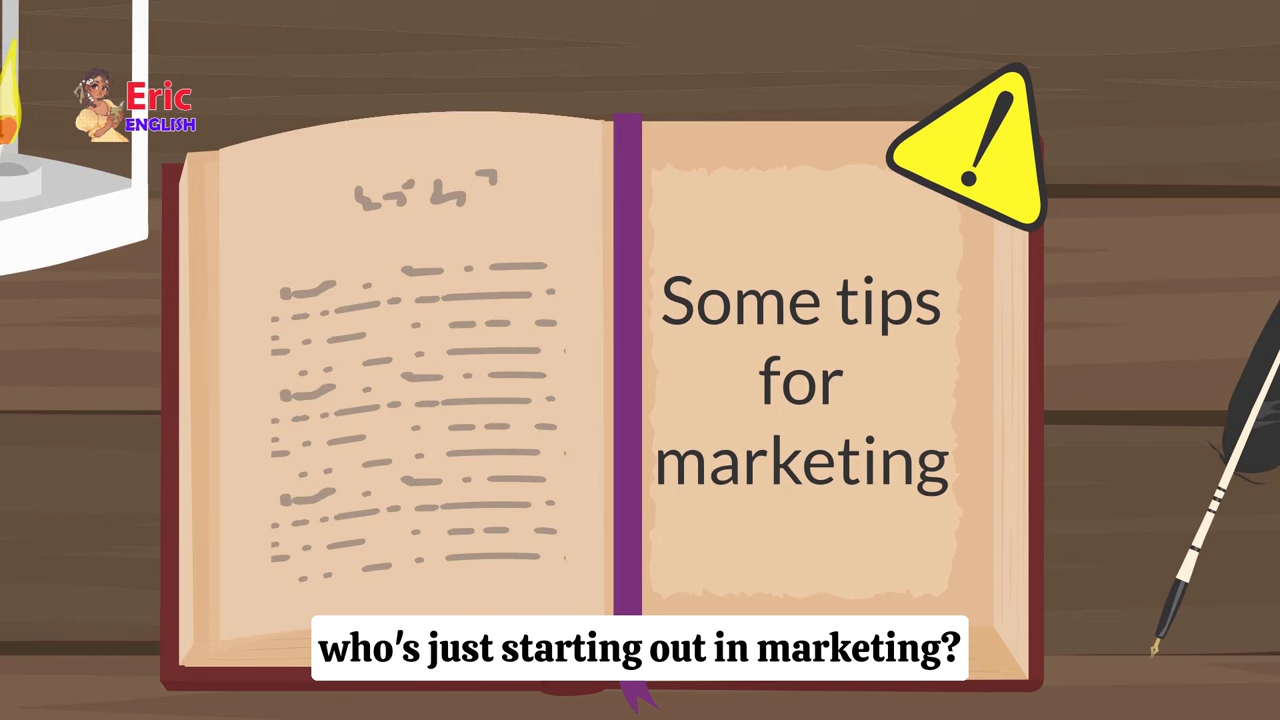 Eric
ENGLISH
Some tips
for
marketing
who's just starting out in marketing?